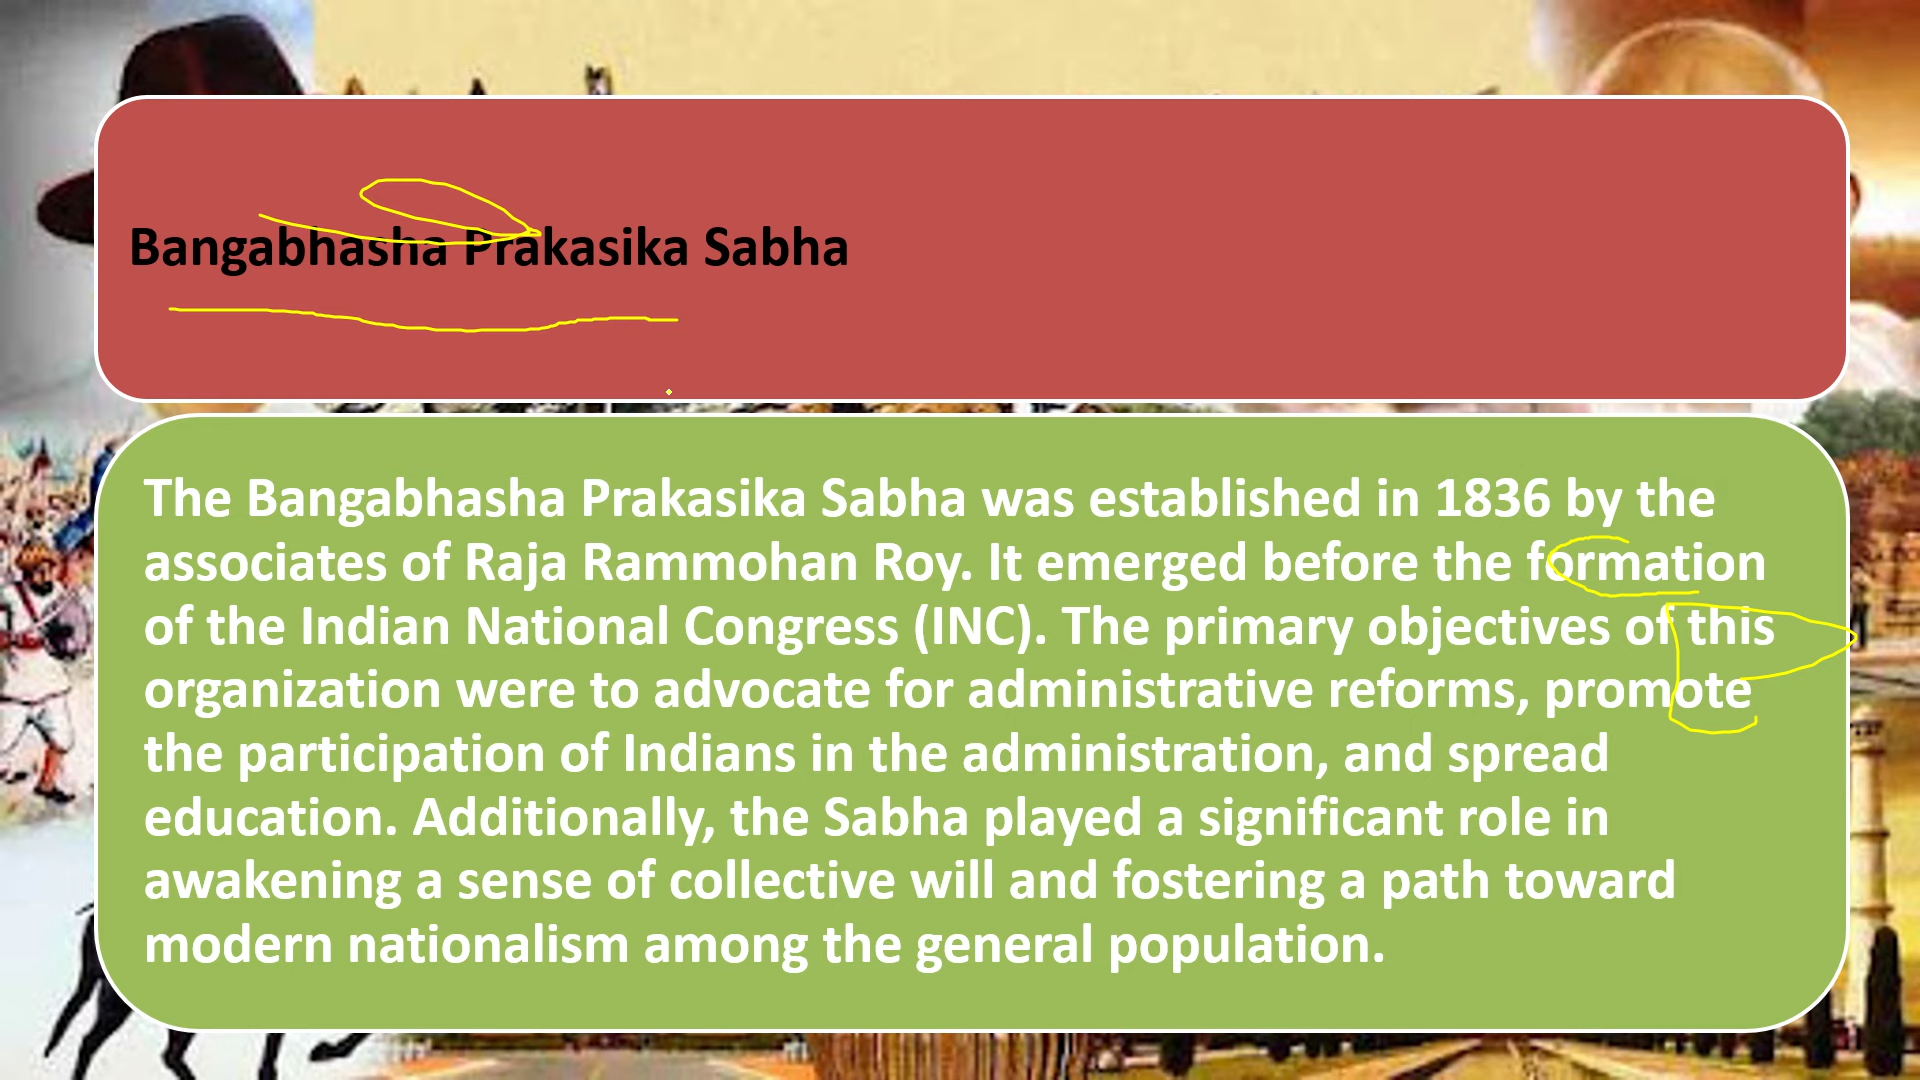 Bangabhasha Prakasika Sabha
The Bangabhasha Prakasika Sabha was established in 1836 by the
associates of Raja Rammohan Roy. It emerged before the formation
of the Indian National Congress (INC). The primary objectives of this
organization were to advocate for administrative reforms, promote
the participation of Indians in the administration, and spread
education. Additionally, the Sabha played a significant role in
awakening a sense of collective will and fostering a path toward
modern nationalism among the general population.